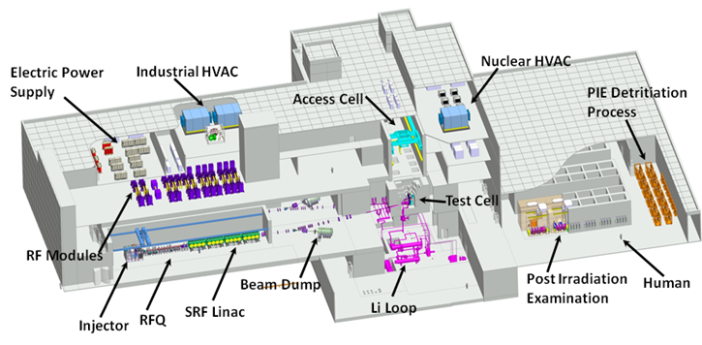 Electric Power
Supply
Industrial HVAC
Access Cell
Nuclear HVAC
PIE Detritiation
Process
Test Cell
RF Modules
Injector
RFQ
SRF Linac
Beam Dump
Li Loop
Post Irradiation
Examination
Human